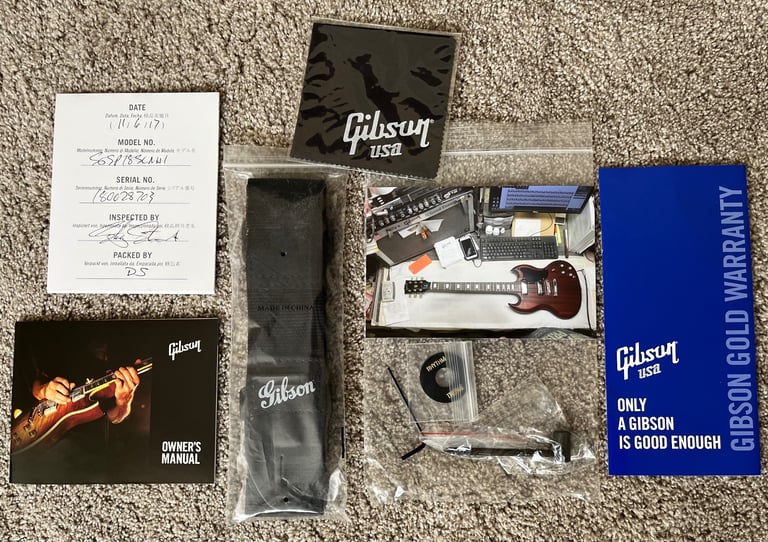 Gibson
usa
DATE
(11/6/17)
MODEL NO.
SGSP18SCNH1
SERIAL NO.
180028703
INSPECTED BY
PACKED BY
DS
MADE IN CHINA
Gibson
RHYTHM
Gibson
OWNER'S
MANUAL
Gibson
usa
ONLY
A GIBSON
IS GOOD ENOUGH
GIBSON GOLD WARRANTY